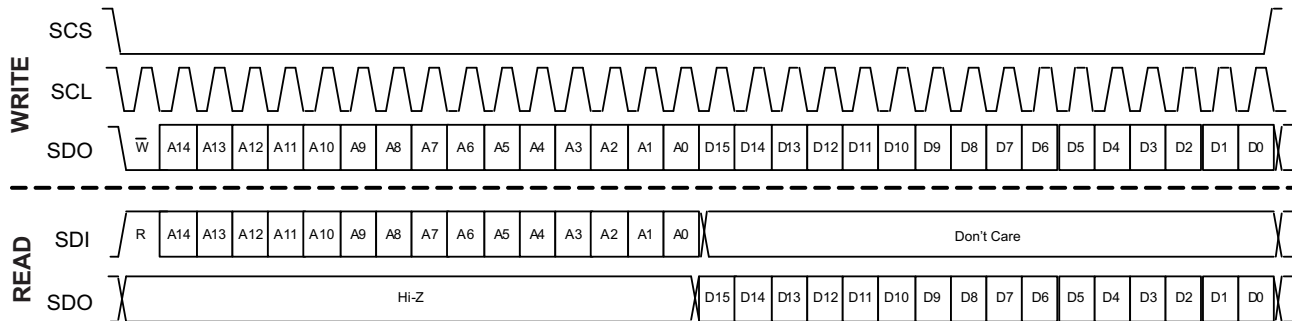 SCS
WRITE
SCL
SDO W̅ A14 A13 A12 A11 A10 A9 A8 A7 A6 A5 A4 A3 A2 A1 A0 D15 D14 D13 D12 D11 D10 D9 D8 D7 D6 D5 D4 D3 D2 D1 D0
READ
SDI R A14 A13 A12 A11 A10 A9 A8 A7 A6 A5 A4 A3 A2 A1 A0 Don't Care
SDO Hi-Z D15 D14 D13 D12 D11 D10 D9 D8 D7 D6 D5 D4 D3 D2 D1 D0